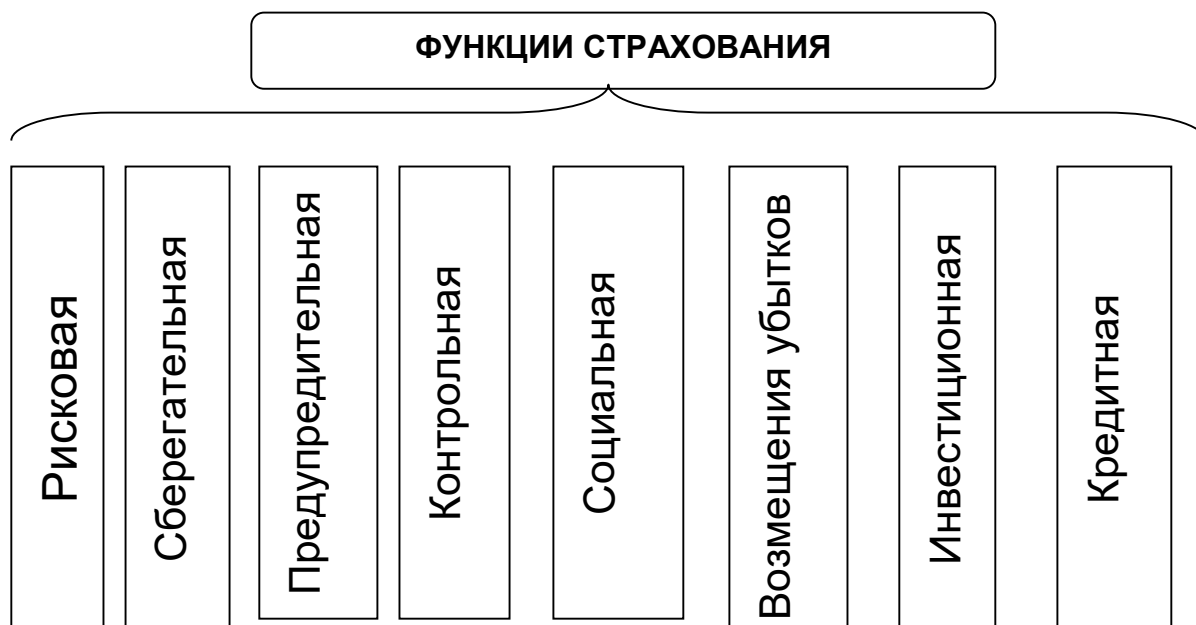 ФУНКЦИИ СТРАХОВАНИЯ
Рисковая
Сберегательная
Предупредительная
Контрольная
Социальная
Возмещения убытков
Инвестиционная
Кредитная